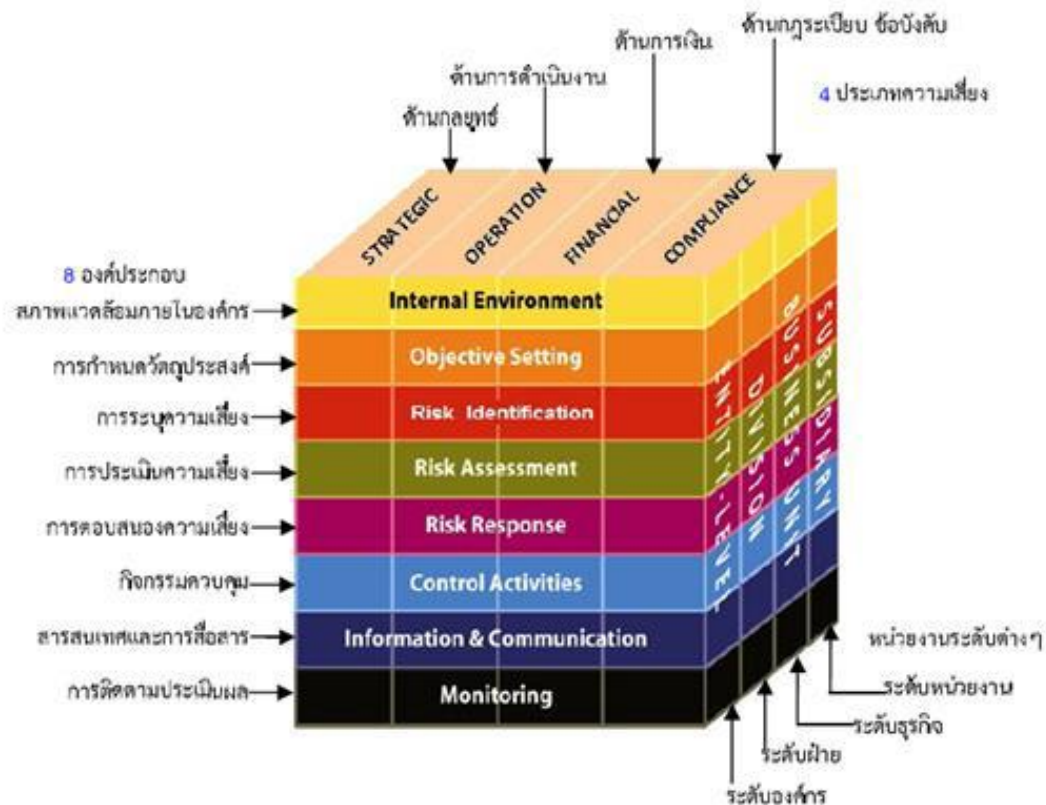 ด้านกฎระเบียบ ข้อบังคับ
ด้านการเงิน
ด้านการดำเนินงาน
ด้านกลยุทธ์
4 ประเภทความเสี่ยง
STRATEGIC
OPERATION
FINANCIAL
COMPLIANCE
8 องค์ประกอบ
สภาพแวดล้อมภายในองค์กร
Internal Environment
การกำหนดวัตถุประสงค์
Objective Setting
การระบุความเสี่ยง
Risk Identification
การประเมินความเสี่ยง
Risk Assessment
การตอบสนองความเสี่ยง
Risk Response
กิจกรรมควบคุม
Control Activities
สารสนเทศและการสื่อสาร
Information & Communication
การติดตามประเมินผล
Monitoring
ENTITY-LEVEL
DIVISION
BUSINESS UNIT
SUBSIDIARY
หน่วยงานระดับต่างๆ
ระดับหน่วยงาน
ระดับธุรกิจ
ระดับฝ่าย
ระดับองค์กร